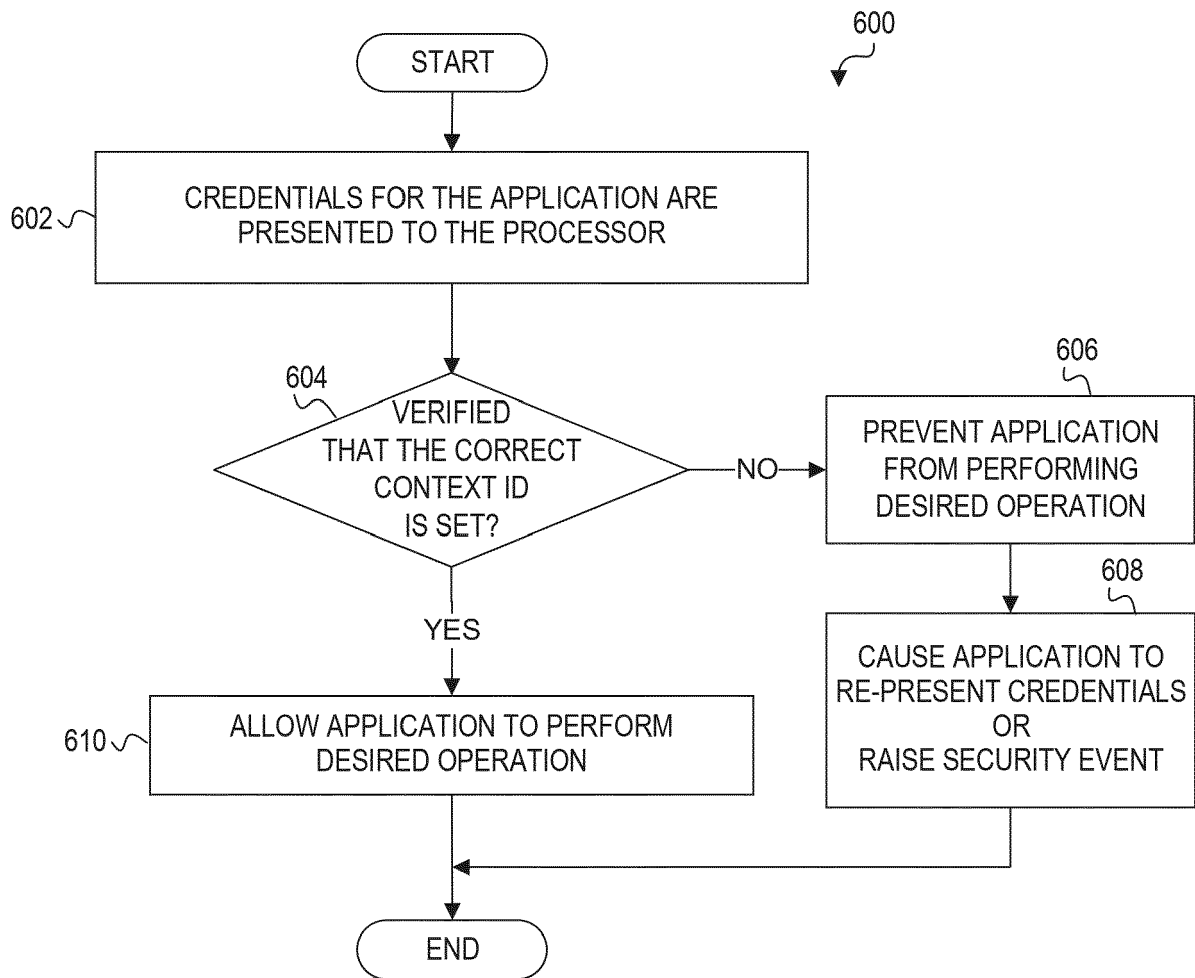 600
START
602
CREDENTIALS FOR THE APPLICATION ARE
PRESENTED TO THE PROCESSOR
604
VERIFIED
THAT THE CORRECT
CONTEXT ID
IS SET?
NO
606
PREVENT APPLICATION
FROM PERFORMING
DESIRED OPERATION
608
CAUSE APPLICATION TO
RE-PRESENT CREDENTIALS
OR
RAISE SECURITY EVENT
YES
610
ALLOW APPLICATION TO PERFORM
DESIRED OPERATION
END